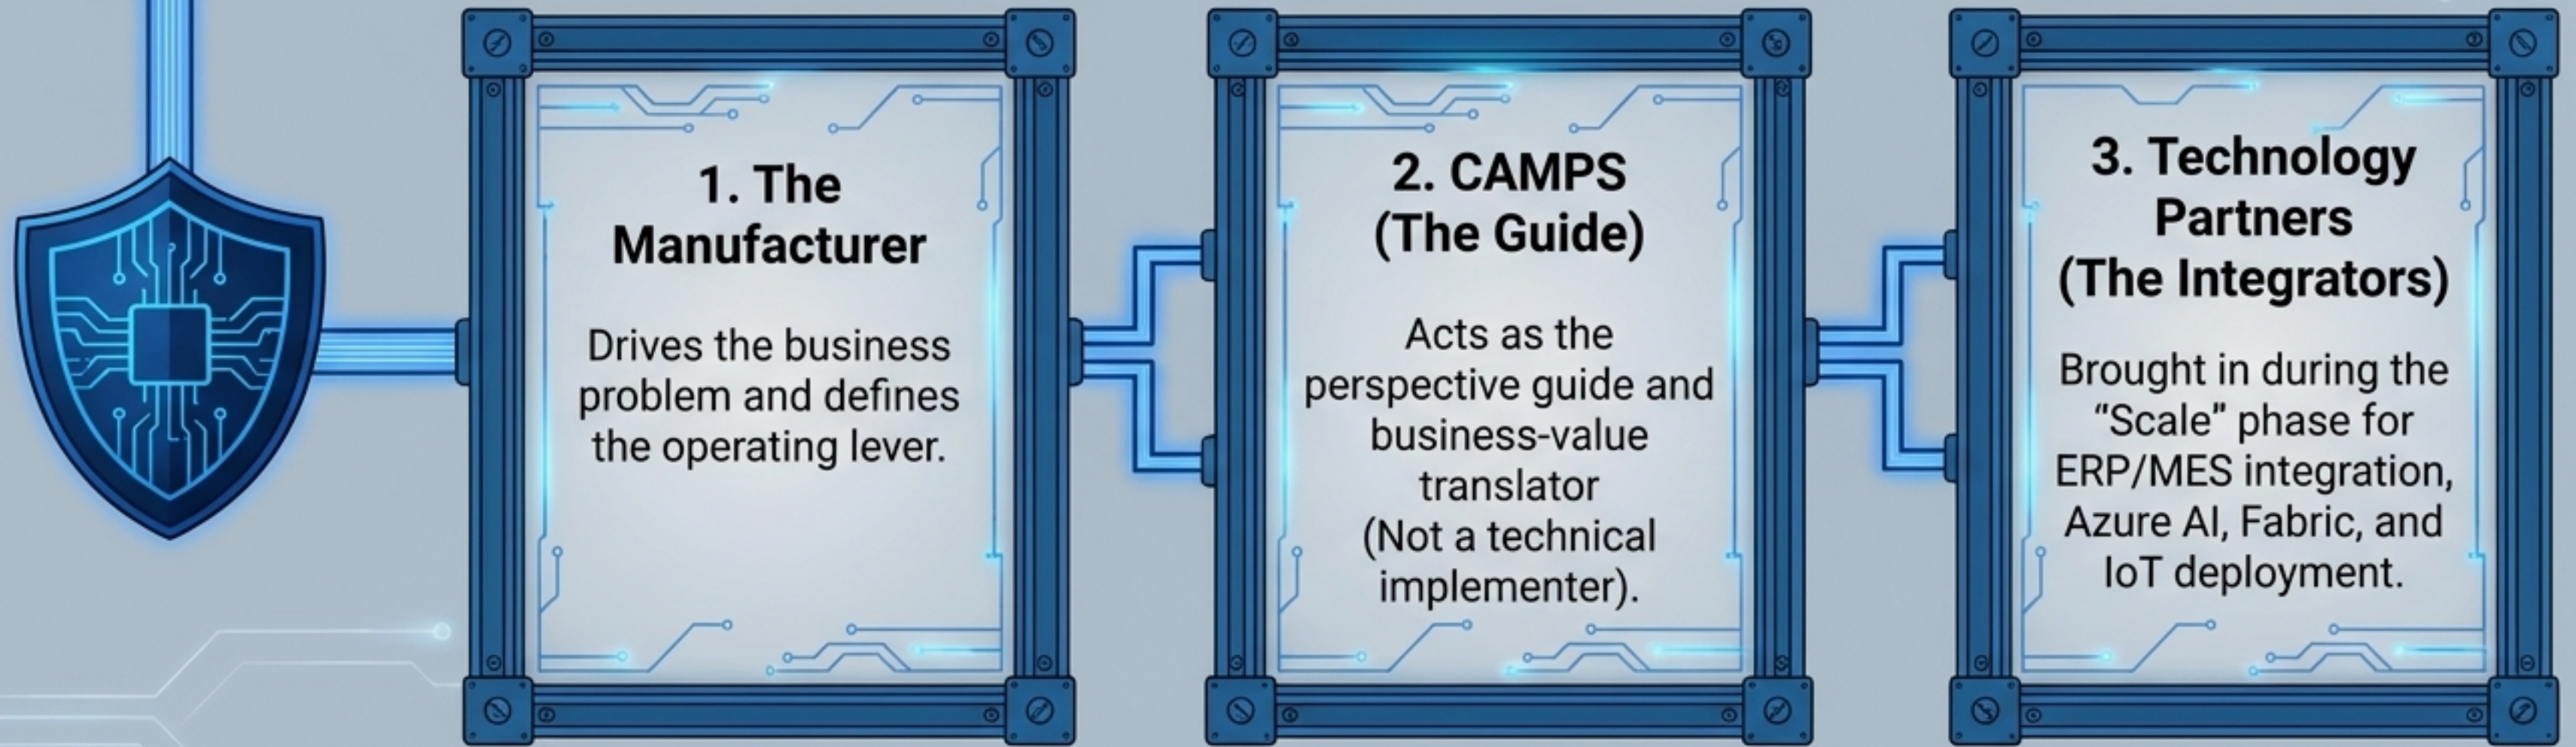 1. The
Manufacturer
Drives the business
problem and defines
the operating lever.
2. CAMPS
(The Guide)
Acts as the
perspective guide and
business-value
translator
(Not a technical
implementer).
3. Technology
Partners
(The Integrators)
Brought in during the
“Scale” phase for
ERP/MES integration,
Azure AI, Fabric, and
IoT deployment.